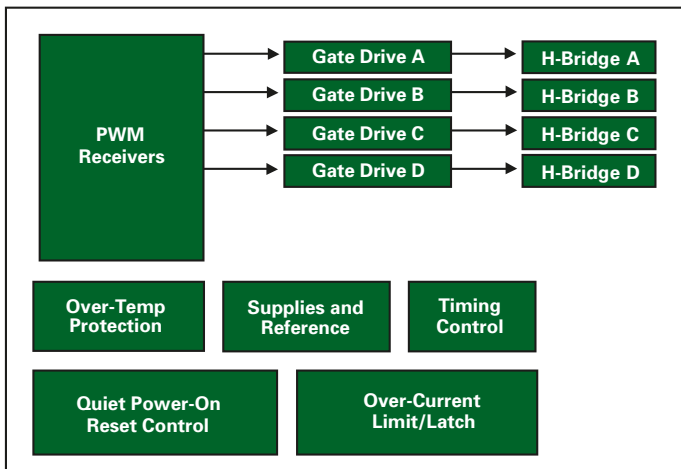 PWM
Receivers
Gate Drive A
H-Bridge A
Gate Drive B
H-Bridge B
Gate Drive C
H-Bridge C
Gate Drive D
H-Bridge D
Over-Temp
Protection
Supplies and
Reference
Timing
Control
Quiet Power-On
Reset Control
Over-Current
Limit/Latch